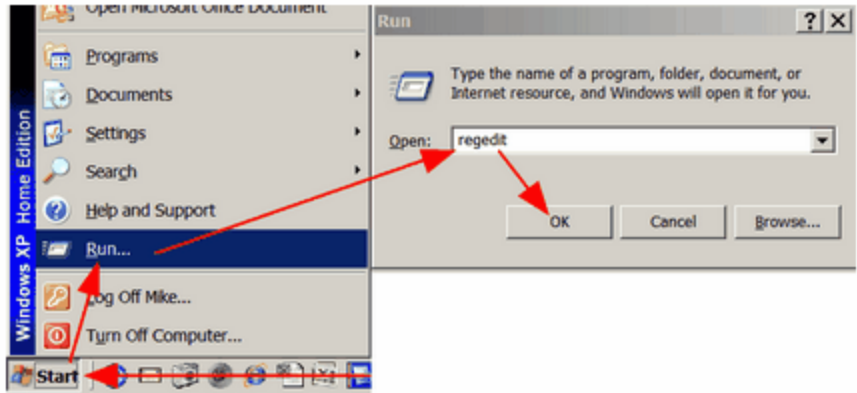 Open Microsoft Office Document
Programs
Documents
Settings
Search
Help and Support
Run...
Log Off Mike...
Turn Off Computer...
Windows XP Home Edition
Start
Run
Type the name of a program, folder, document, or
Internet resource, and Windows will open it for you.
Open:
regedit
OK
Cancel
Browse...